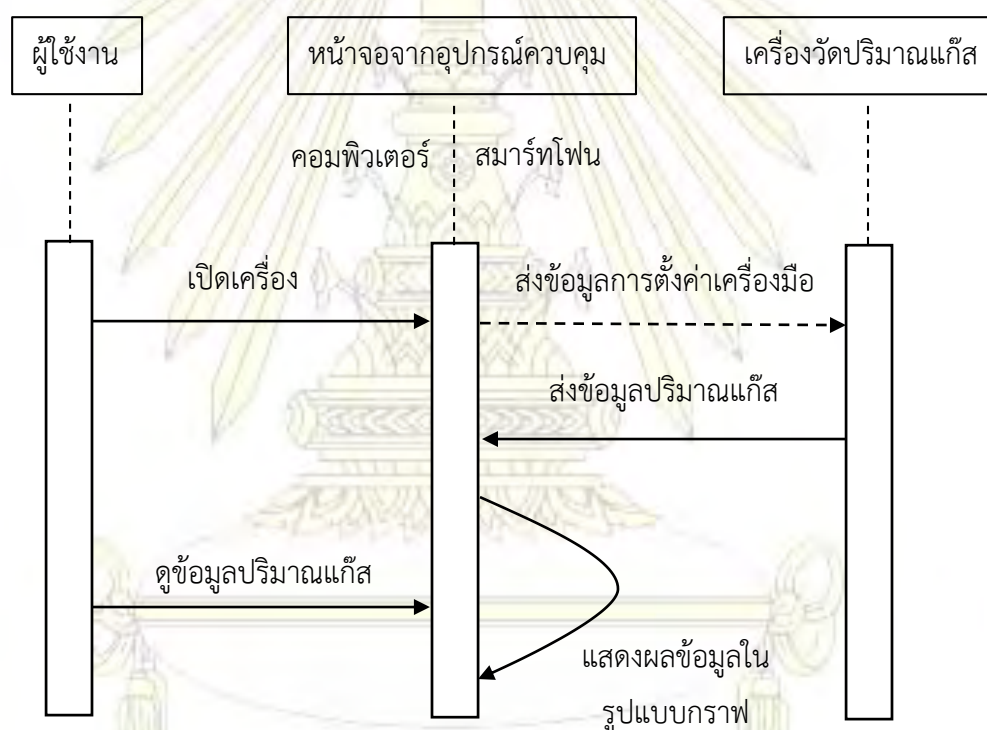 ผู้ใช้งาน
หน้าจอจากอุปกรณ์ควบคุม
เครื่องวัดปริมาณแก๊ส
คอมพิวเตอร์
สมาร์ทโฟน
เปิดเครื่อง
ส่งข้อมูลการตั้งค่าเครื่องมือ
ส่งข้อมูลปริมาณแก๊ส
ดูข้อมูลปริมาณแก๊ส
แสดงผลข้อมูลใน
รูปแบบกราฟ